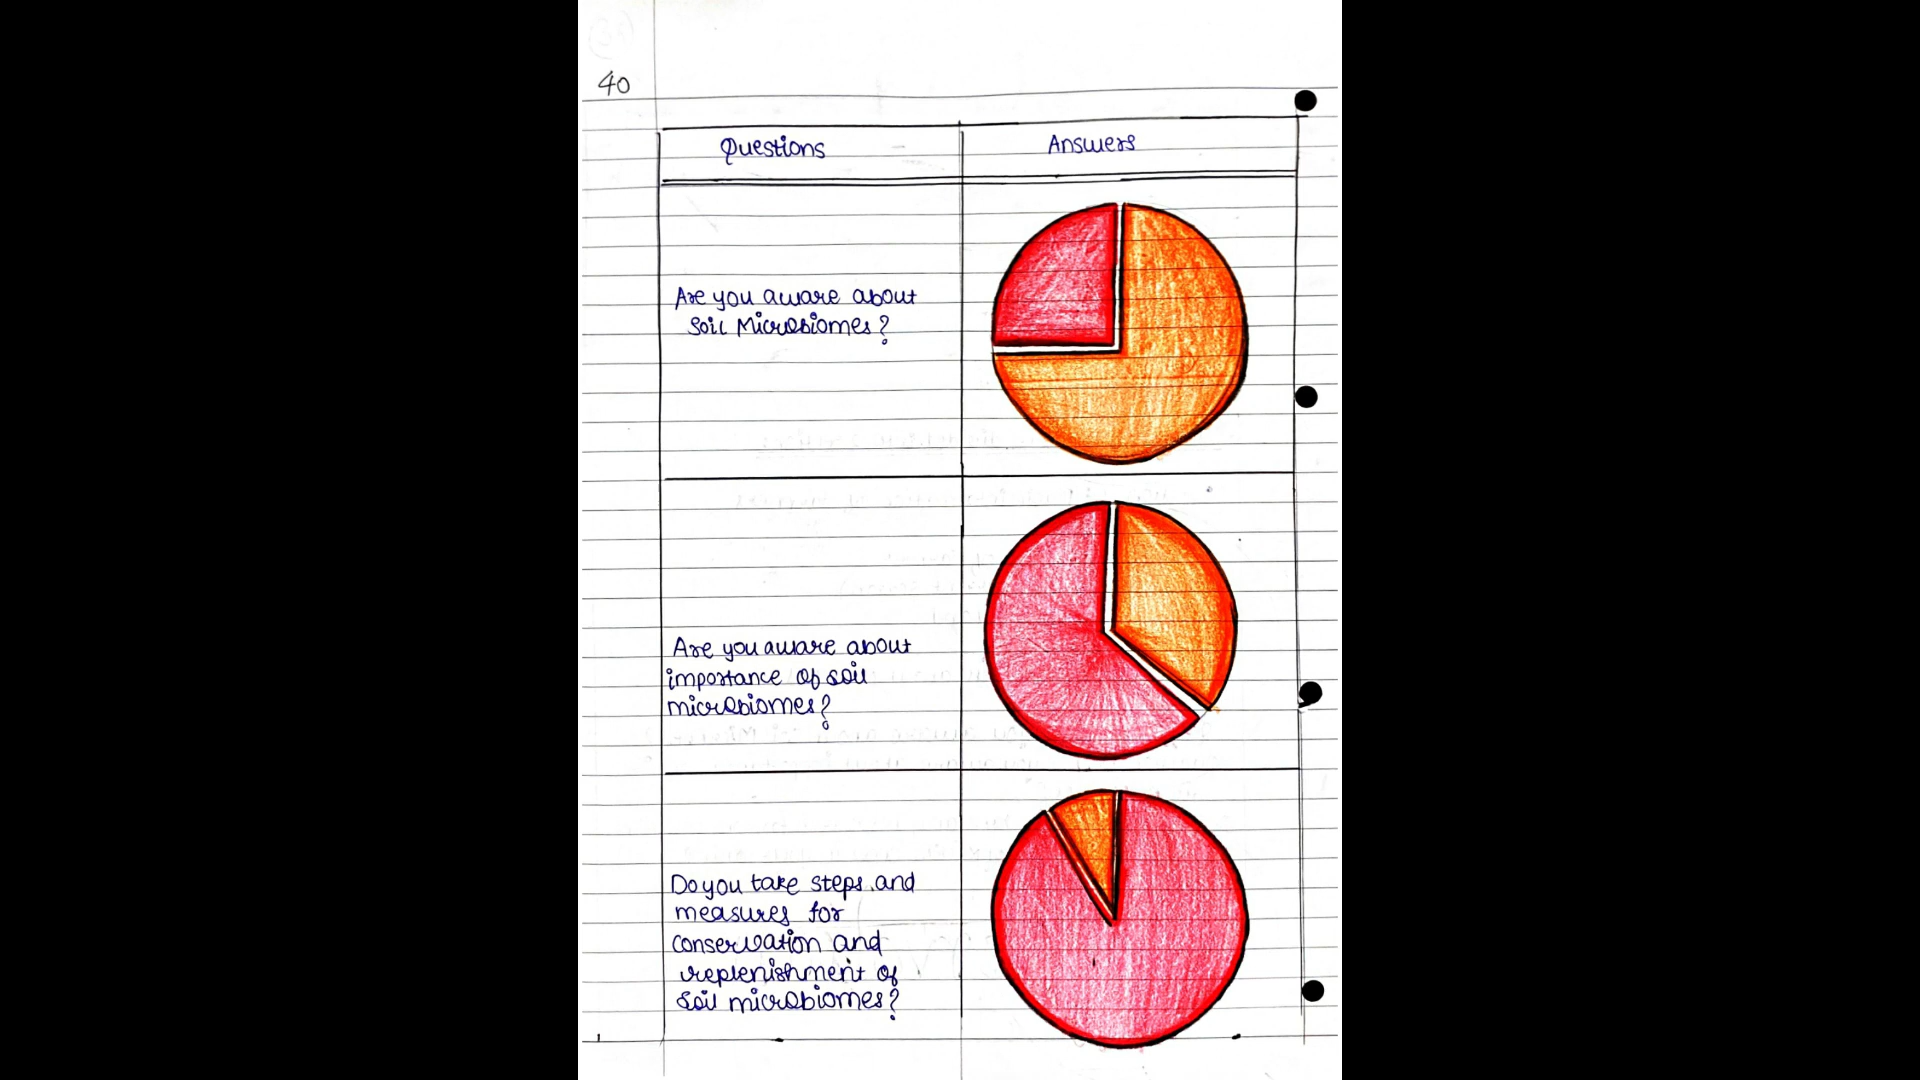 40
Questions
Answers
Are you aware about
Soil Microbiomes?
Are you aware about
importance of soil
microbiomes?
Do you take steps and
measures for
conservation and
replenishment of
soil microbiomes?